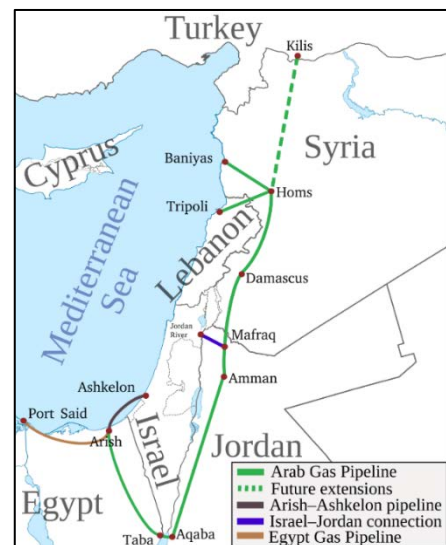 Turkey
Kilis
Cyprus
Baniyas
Syria
Homs
Tripoli
Lebanon
Mediterranean
Sea
Damascus
Jordan
River
Mafraq
Ashkelon
Amman
Port Said
Arish
Israel
Jordan
Egypt
Taba
Aqaba
Arab Gas Pipeline
Future extensions
Arish–Ashkelon pipeline
Israel–Jordan connection
Egypt Gas Pipeline